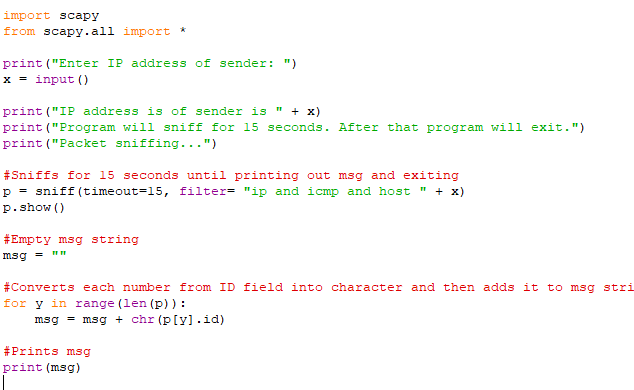 import scapy
from scapy.all import *
print("Enter IP address of sender: ")
x = input()
print("IP address is of sender is " + x)
print("Program will sniff for 15 seconds. After that program will exit.")
print("Packet sniffing...")
#Sniffs for 15 seconds until printing out msg and exiting
p = sniff(timeout=15, filter= "ip and icmp and host " + x)
p.show()
#Empty msg string
msg = ""
#Converts each number from ID field into character and then adds it to msg stri
for y in range(len(p)):
    msg = msg + chr(p[y].id)
#Prints msg
print(msg)